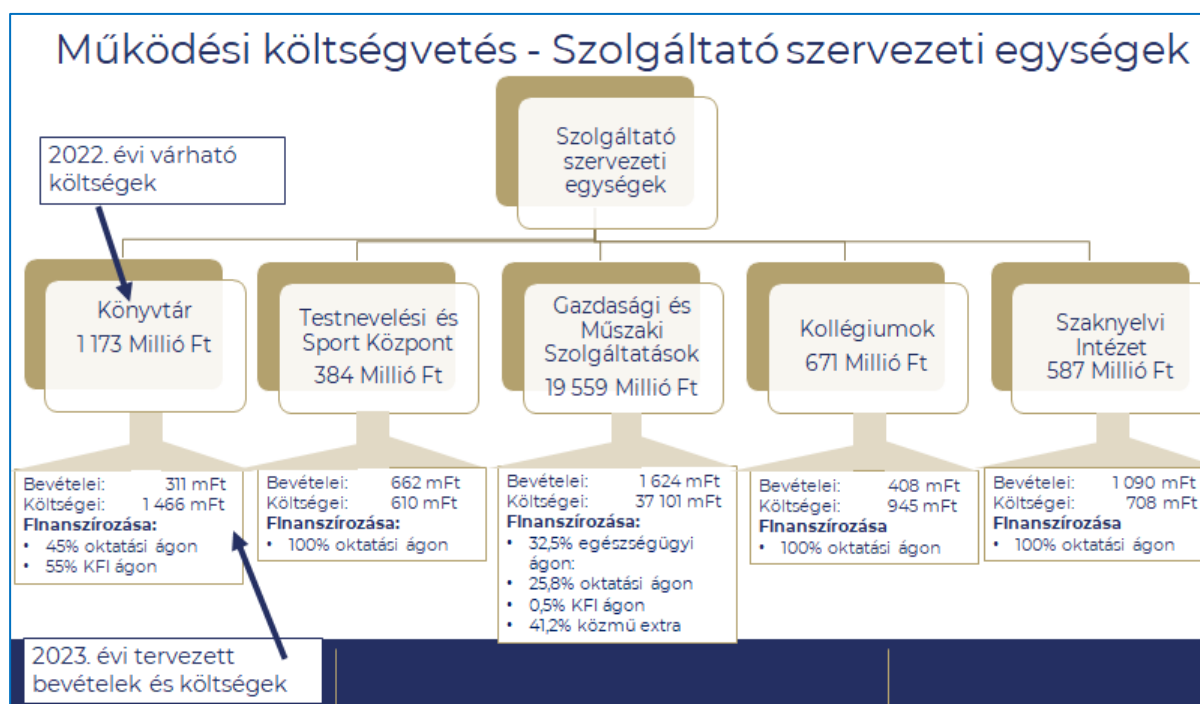 Működési költségvetés - Szolgáltató szervezeti egységek
Szolgáltató
szervezeti
egységek
2022. évi várható
költségek
Könyvtár
1 173 Millió Ft
Testnevelési és
Sport Központ
384 Millió Ft
Gazdasági és
Műszaki
Szolgáltatások
19 559 Millió Ft
Kollégiumok
671 Millió Ft
Szaknyelvi
Intézet
587 Millió Ft
Bevételei: 311 mFt
Költségei: 1 466 mFt
FInanszírozása:
• 45% oktatási ágon
• 55% KFI ágon
Bevételei: 662 mFt
Költségei: 610 mFt
FInanszírozása:
• 100% oktatási ágon
Bevételei: 1 624 mFt
Költségei: 37 101 mFt
FInanszírozása:
• 32,5% egészségügyi
ágon:
• 25,8% oktatási ágon
• 0,5% KFI ágon
• 41,2% közmű extra
Bevételei: 408 mFt
Költségei: 945 mFt
FInanszírozása
• 100% oktatási ágon
Bevételei: 1 090 mFt
Költségei: 708 mFt
FInanszírozása
• 100% oktatási ágon
2023. évi tervezett
bevételek és költségek